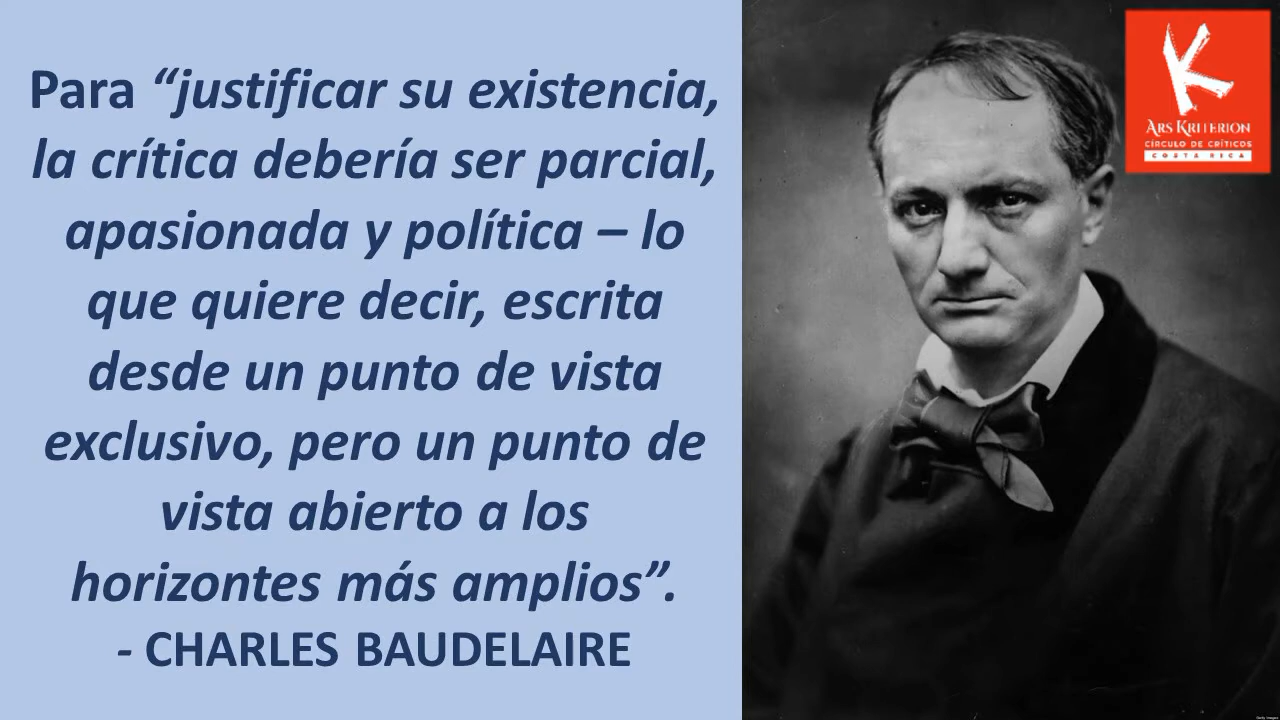 Para “justificar su existencia,
la crítica debería ser parcial,
apasionada y política – lo
que quiere decir, escrita
desde un punto de vista
exclusivo, pero un punto de
vista abierto a los
horizontes más amplios”.
- CHARLES BAUDELAIRE
K
ARS KRITERION
CÍRCULO DE CRÍTICOS
COSTA RICA